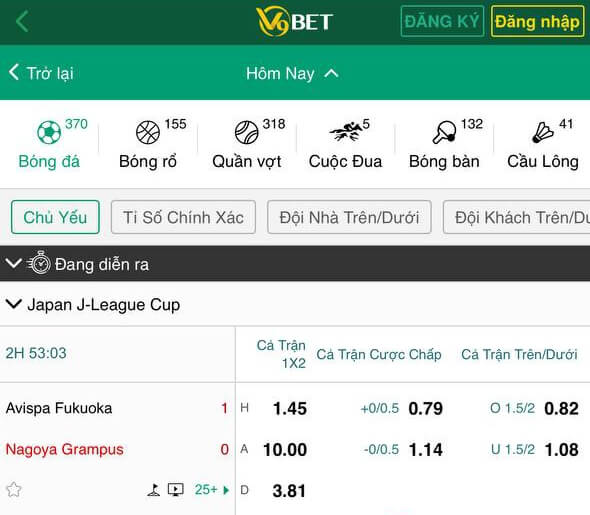 V9BET
ĐĂNG KÝ
Đăng nhập
Trở lại
Hôm Nay
370
155
318
5
132
41
Bóng đá
Bóng rổ
Quần vợt
Cuộc Đua
Bóng bàn
Cầu Lông
Chủ Yếu
Tỉ Số Chính Xác
Đội Nhà Trên/Dưới
Đội Khách Trên/Dư
Đang diễn ra
Japan J-League Cup
2H 53:03
Cả Trận
1X2
Cả Trận Cược Chấp
Cả Trận Trên/Dưới
Avispa Fukuoka 1 H 1.45 +0/0.5 0.79 O 1.5/2 0.82
Nagoya Grampus 0 A 10.00 -0/0.5 1.14 U 1.5/2 1.08
25+ D 3.81